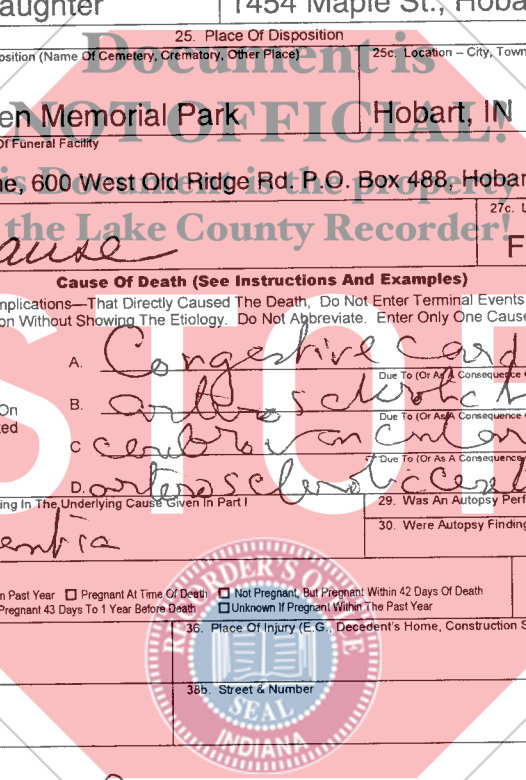 aughter 1454 Maple St., Hoba
25. Place Of Disposition
osition (Name Of Cemetery, Crematory, Other Place) 25c. Location – City, Town
Document is
en Memorial Park Hobart, IN
NOT OFFICIAL!
Of Funeral Facility
is Document is the property
ne, 600 West Old Ridge Rd. P.O. Box 488, Hobar
the Lake County Recorder!
27c. L
ause F
Cause Of Death (See Instructions And Examples)
mplications—That Directly Caused The Death, Do Not Enter Terminal Events
on Without Showing The Etiology. Do Not Abbreviate. Enter Only One Cause
STOP
A. Congestive Card
Due To (Or As A Consequence
On B.
Due To (Or As A Consequence
ted
C
Due To (Or As A Consequence
D.
ing In The Underlying Cause Given In Part I 29. Was An Autopsy Perf
entia 30. Were Autopsy Finding
n Past Year Pregnant At Time Of Death Not Pregnant, But Pregnant Within 42 Days Of Death
Pregnant 43 Days To 1 Year Before Death Unknown If Pregnant Within The Past Year
36. Place Of Injury (E.G., Decedent's Home, Construction S
38b. Street & Number
RECORDER'S OFFICE
SEAL
INDIANA